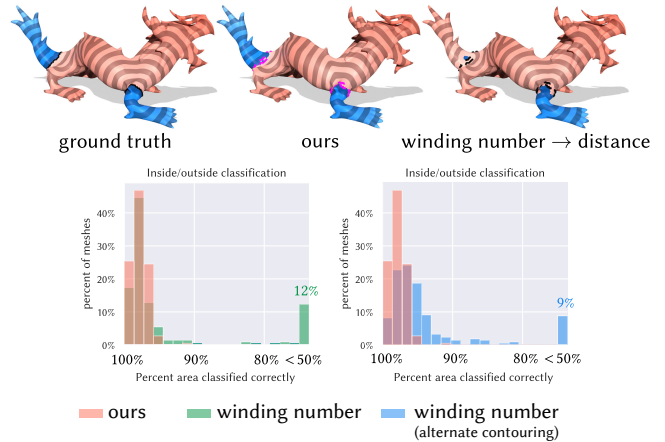 ground truth
ours
winding number → distance
Inside/outside classification
Inside/outside classification
percent of meshes
40%
30%
20%
10%
0%
12%
100%
90%
80%
<50%
Percent area classified correctly
percent of meshes
40%
30%
20%
10%
0%
9%
100%
90%
80%
<50%
Percent area classified correctly
ours
winding number
winding number
(alternate contouring)